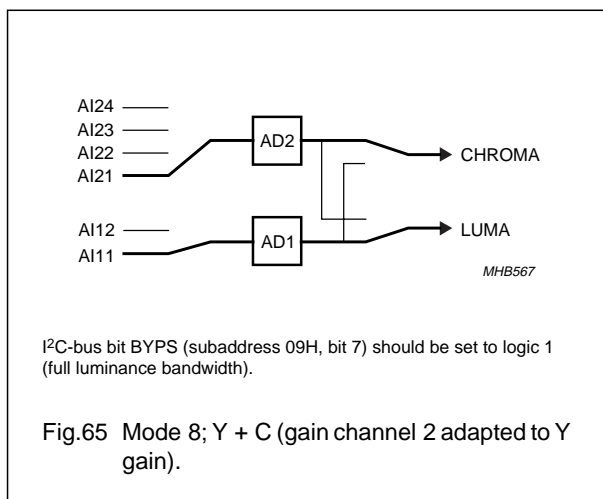 AI24
AI23
AI22
AI21
AD2
CHROMA
AI12
AI11
AD1
LUMA
MHB567
I²C-bus bit BYPS (subaddress 09H, bit 7) should be set to logic 1
(full luminance bandwidth).
Fig.65 Mode 8; Y + C (gain channel 2 adapted to Y
gain).